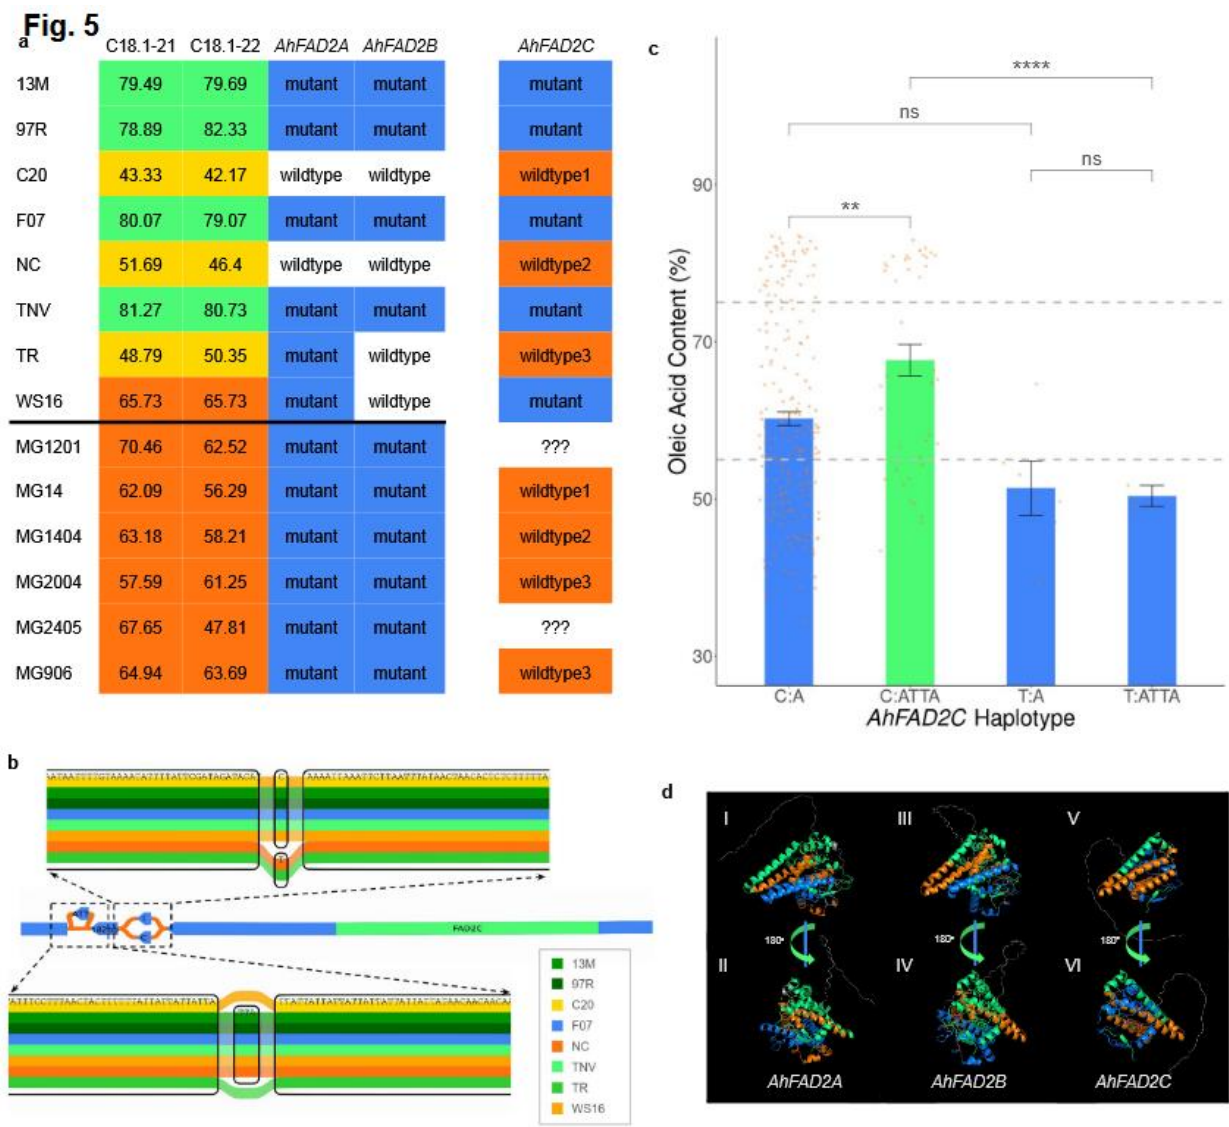 Fig. 5
a
C18.1-21 C18.1-22 AhFAD2A AhFAD2B AhFAD2C
13M 79.49 79.69 mutant mutant mutant
97R 78.89 82.33 mutant mutant mutant
C20 43.33 42.17 wildtype wildtype wildtype1
F07 80.07 79.07 mutant mutant mutant
NC 51.69 46.4 wildtype wildtype wildtype2
TNV 81.27 80.73 mutant mutant mutant
TR 48.79 50.35 mutant wildtype wildtype3
WS16 65.73 65.73 mutant wildtype mutant
MG1201 70.46 62.52 mutant mutant ???
MG14 62.09 56.29 mutant mutant wildtype1
MG1404 63.18 58.21 mutant mutant wildtype2
MG2004 57.59 61.25 mutant mutant wildtype3
MG2405 67.65 47.81 mutant mutant ???
MG906 64.94 63.69 mutant mutant wildtype3
c
****
ns
ns
**
90
70
50
30
Oleic Acid Content (%)
C:A C:ATTA T:A T:ATTA
AhFAD2C Haplotype
b
FAD2C
13M
97R
C20
F07
NC
TNV
TR
WS16
d
I III V
180° 180° 180°
II IV VI
AhFAD2A AhFAD2B AhFAD2C